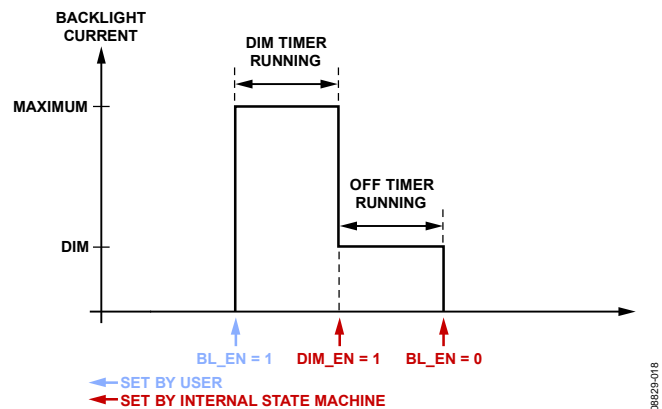 BACKLIGHT
CURRENT
DIM TIMER
RUNNING
MAXIMUM
OFF TIMER
RUNNING
DIM
BL_EN = 1
DIM_EN = 1
BL_EN = 0
SET BY USER
SET BY INTERNAL STATE MACHINE
08829-018